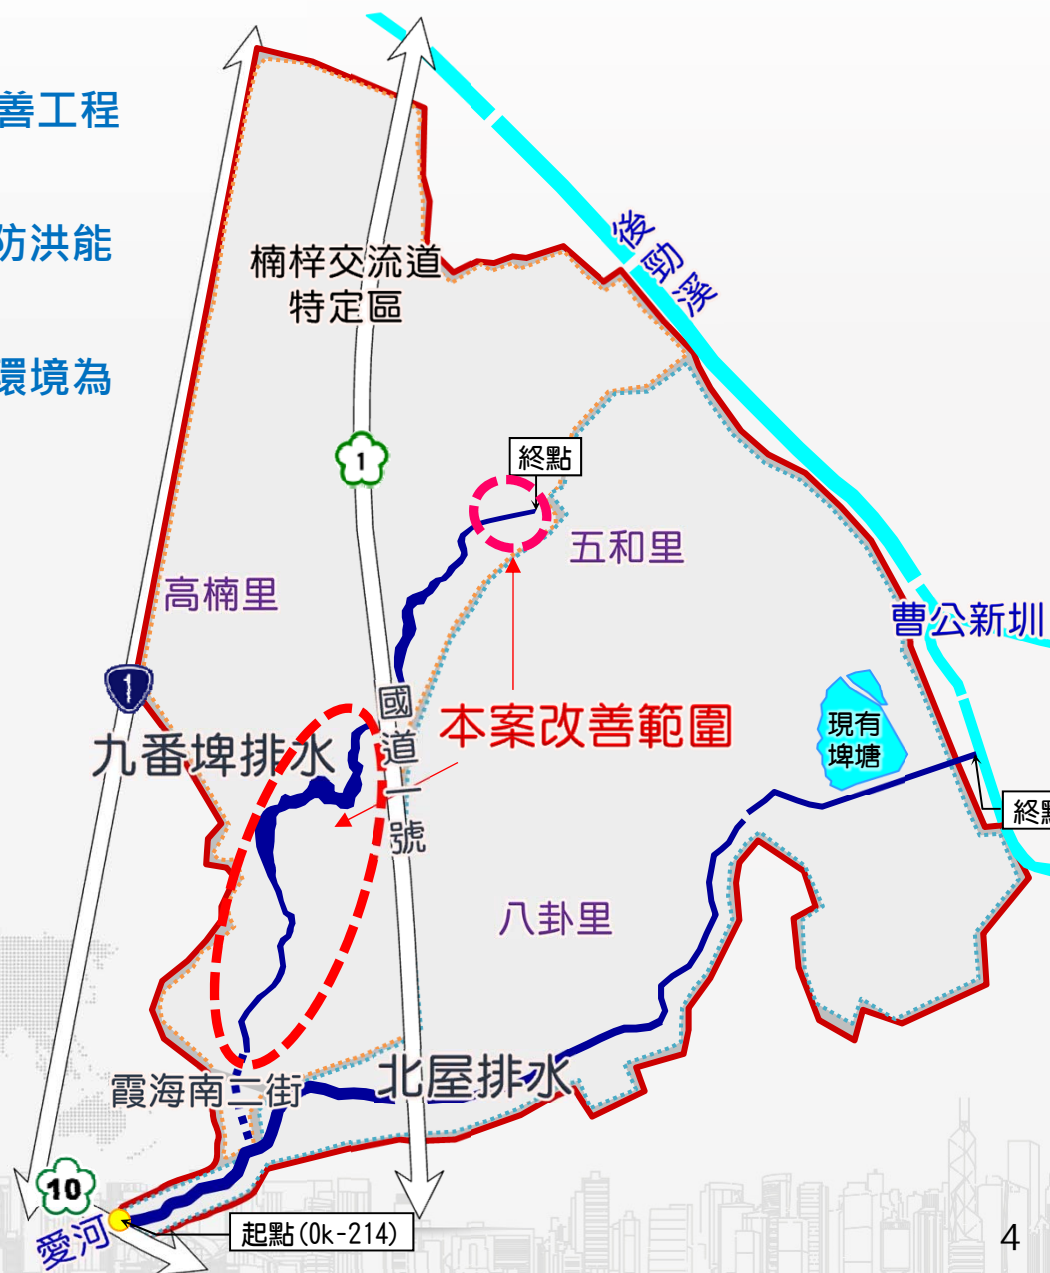 善工程
防洪能
環境為
後勁溪
楠梓交流道
特定區
1
終點
五和里
高楠里
曹公新圳
1
國道一號
本案改善範圍
現有
埤塘
九番埤排水
終點
八卦里
北屋排水
霞海南二街
10
愛河
起點(0k-214)
4